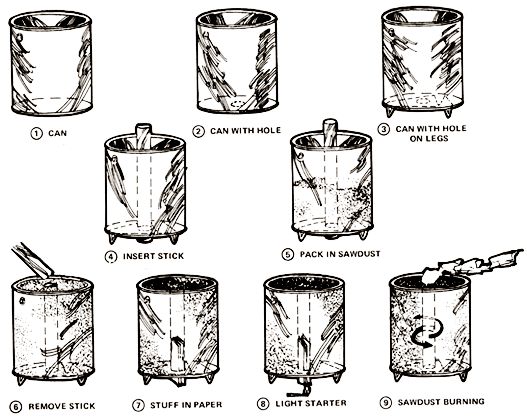 ① CAN
② CAN WITH HOLE
③ CAN WITH HOLE
ON LEGS
④ INSERT STICK
⑤ PACK IN SAWDUST
⑥ REMOVE STICK
⑦ STUFF IN PAPER
⑧ LIGHT STARTER
⑨ SAWDUST BURNING